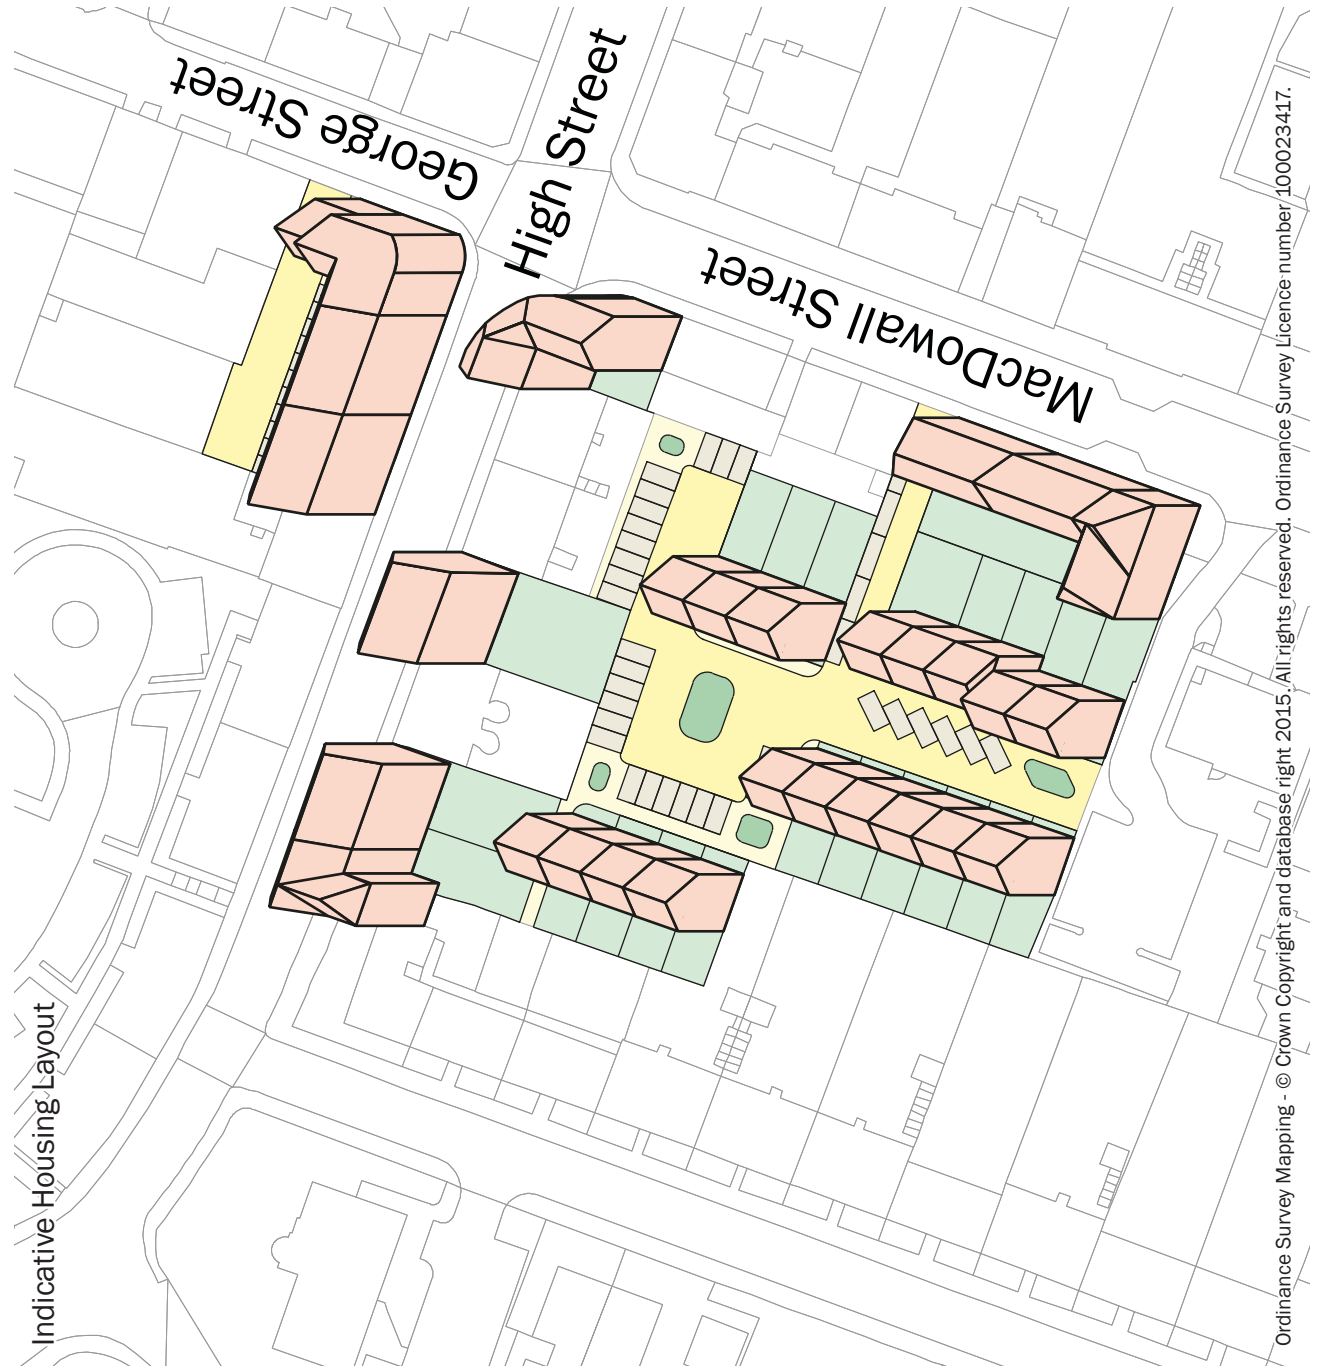 Indicative Housing Layout
George Street
High Street
MacDowall Street
Ordinance Survey Mapping - © Crown Copyright and database right 2015. All rights reserved. Ordinance Survey Licence number 100023417.